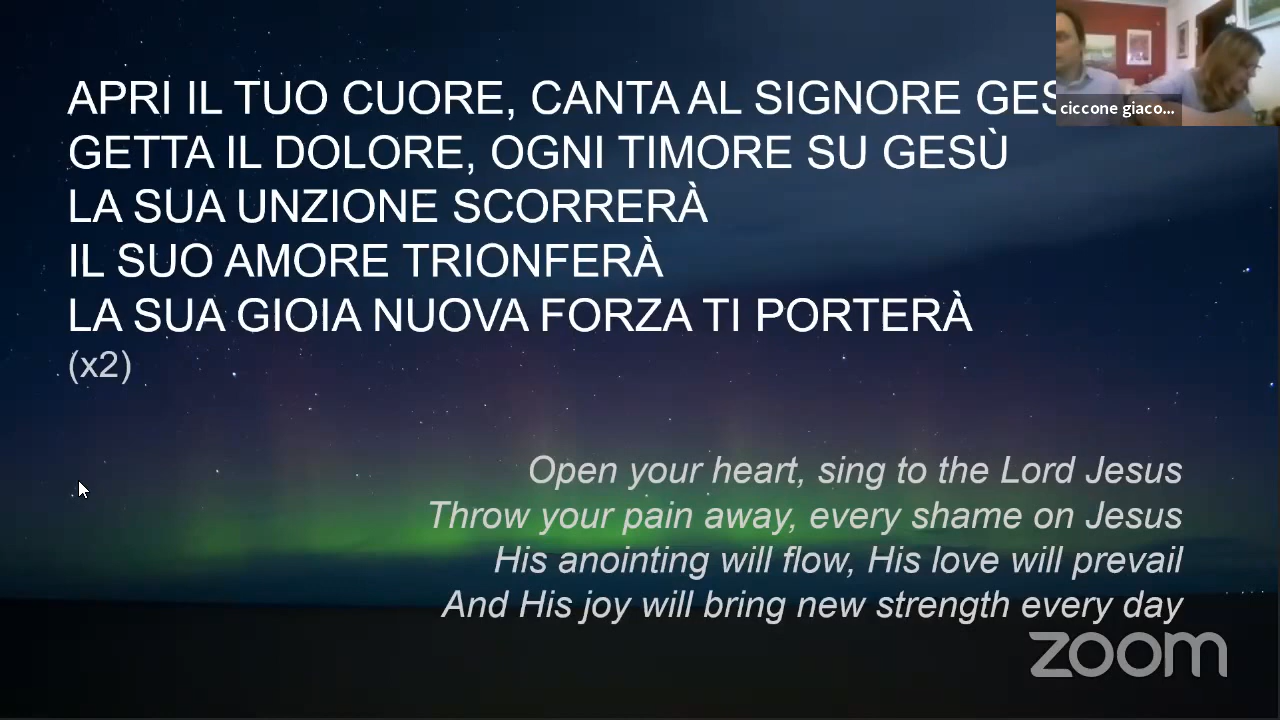 APRI IL TUO CUORE, CANTA AL SIGNORE GES
GETTA IL DOLORE, OGNI TIMORE SU GESÙ
LA SUA UNZIONE SCORRERÀ
IL SUO AMORE TRIONFERÀ
LA SUA GIOIA NUOVA FORZA TI PORTERÀ
(x2)
ciccone giaco...
Open your heart, sing to the Lord Jesus
Throw your pain away, every shame on Jesus
His anointing will flow, His love will prevail
And His joy will bring new strength every day
zoom